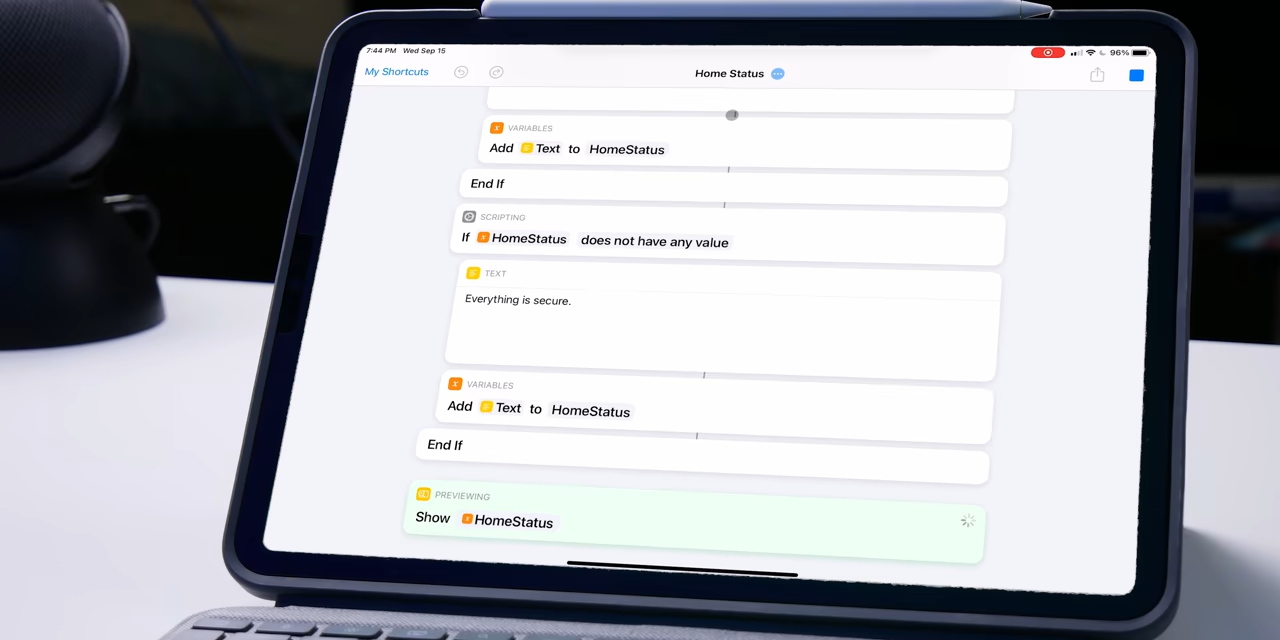 7:44 PM Wed Sep 15
96%
My Shortcuts
Home Status
VARIABLES
Add Text to HomeStatus
End If
SCRIPTING
If HomeStatus does not have any value
TEXT
Everything is secure.
VARIABLES
Add Text to HomeStatus
End If
PREVIEWING
Show HomeStatus